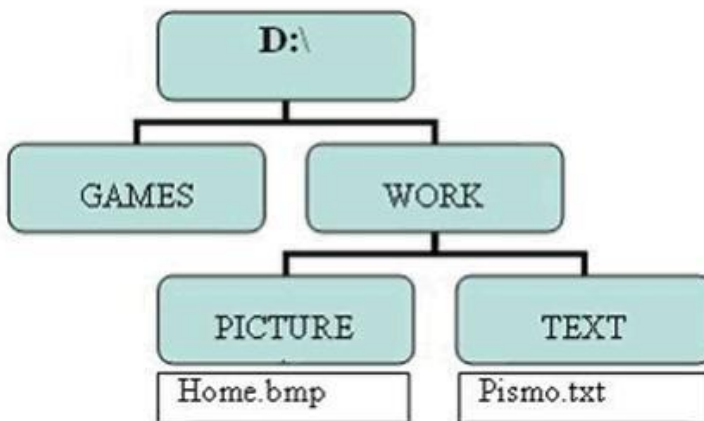 D:\
GAMES
WORK
PICTURE
TEXT
Home.bmp
Pismo.txt